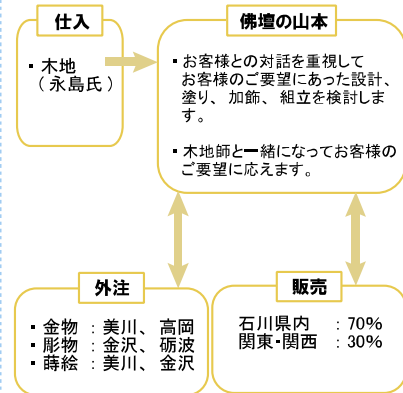 仕入
・木地
（永島氏）
佛壇の山本
・お客様との対話を重視して
お客様のご要望にあった設計、
塗り、加飾、組立を検討しま
す。
・木地師と一緒になってお客様の
ご要望に応えます。
外注
・金物：美川、高岡
・彫物：金沢、砺波
・蒔絵：美川、金沢
販売
石川県内　：70%
関東・関西：30%